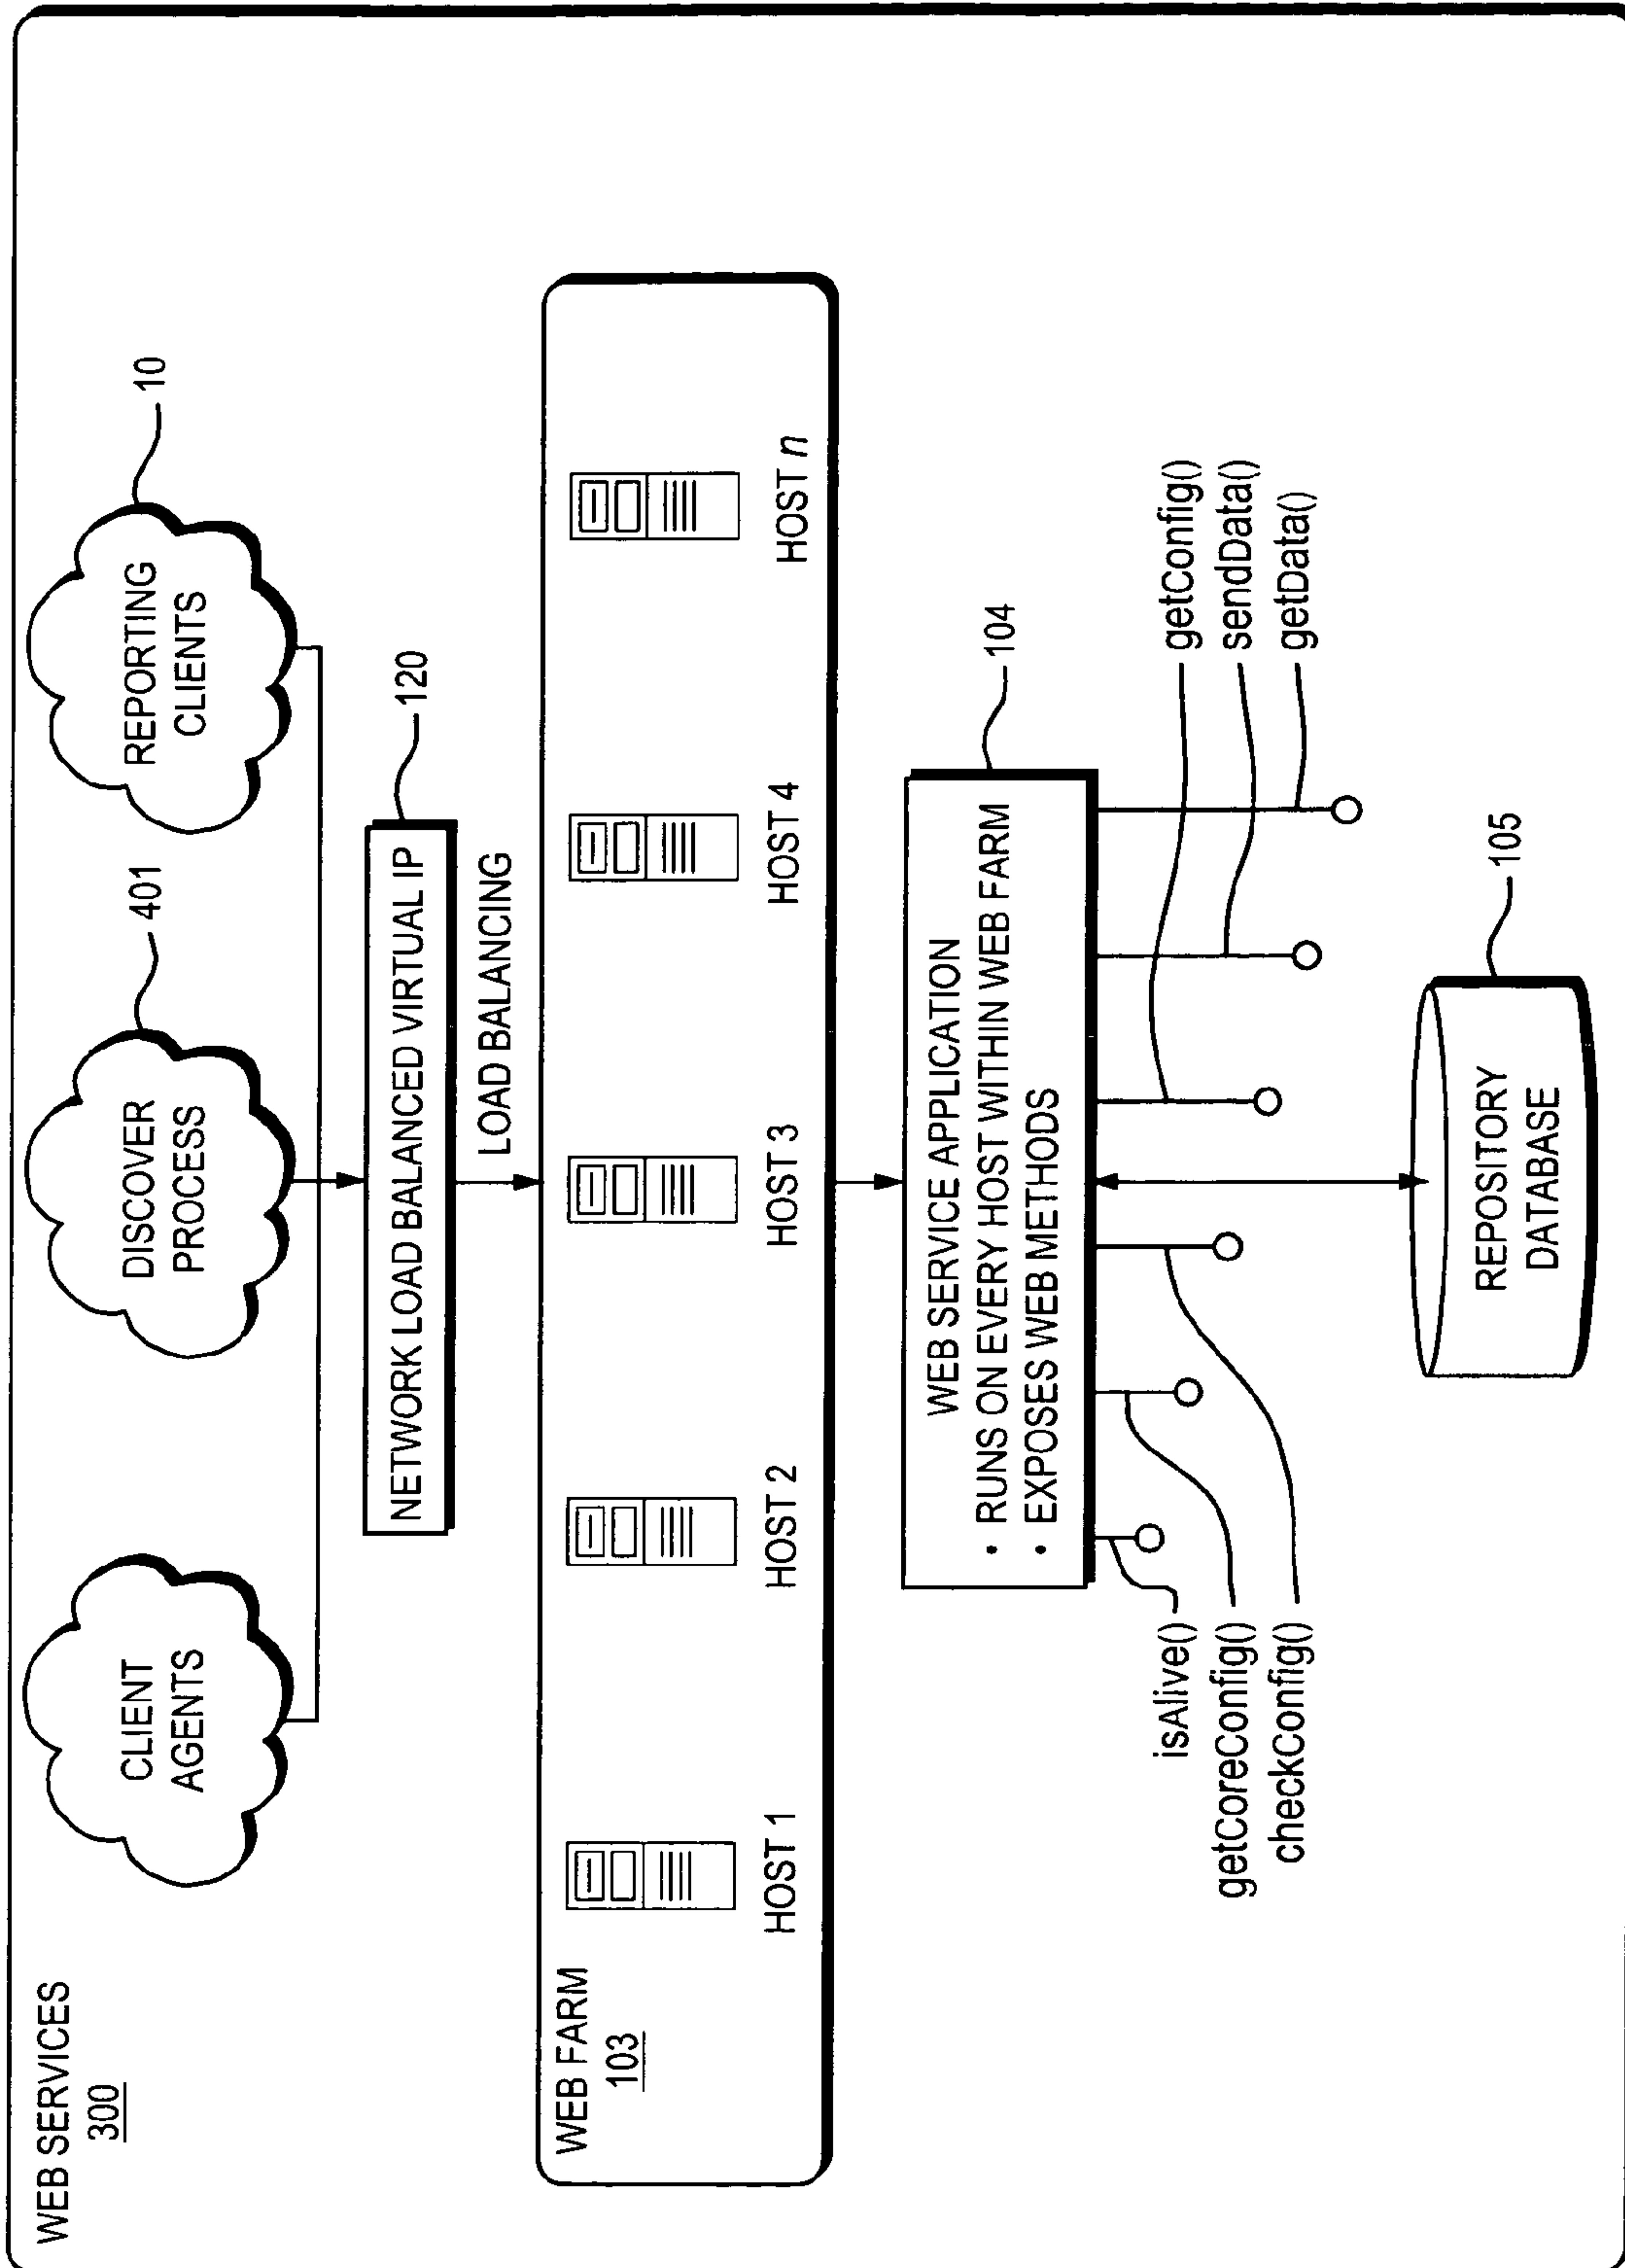 WEB SERVICES
300
CLIENT
AGENTS
DISCOVER
PROCESS
401
REPORTING
CLIENTS
10
NETWORK LOAD BALANCED VIRTUAL IP
120
LOAD BALANCING
WEB FARM
103
HOST 1
HOST 2
HOST 3
HOST 4
HOST n
WEB SERVICE APPLICATION
• RUNS ON EVERY HOST WITHIN WEB FARM
• EXPOSES WEB METHODS
104
isAlive()
getCoreConfig()
checkConfig()
getConfig()
sendData()
getData()
REPOSITORY
DATABASE
105